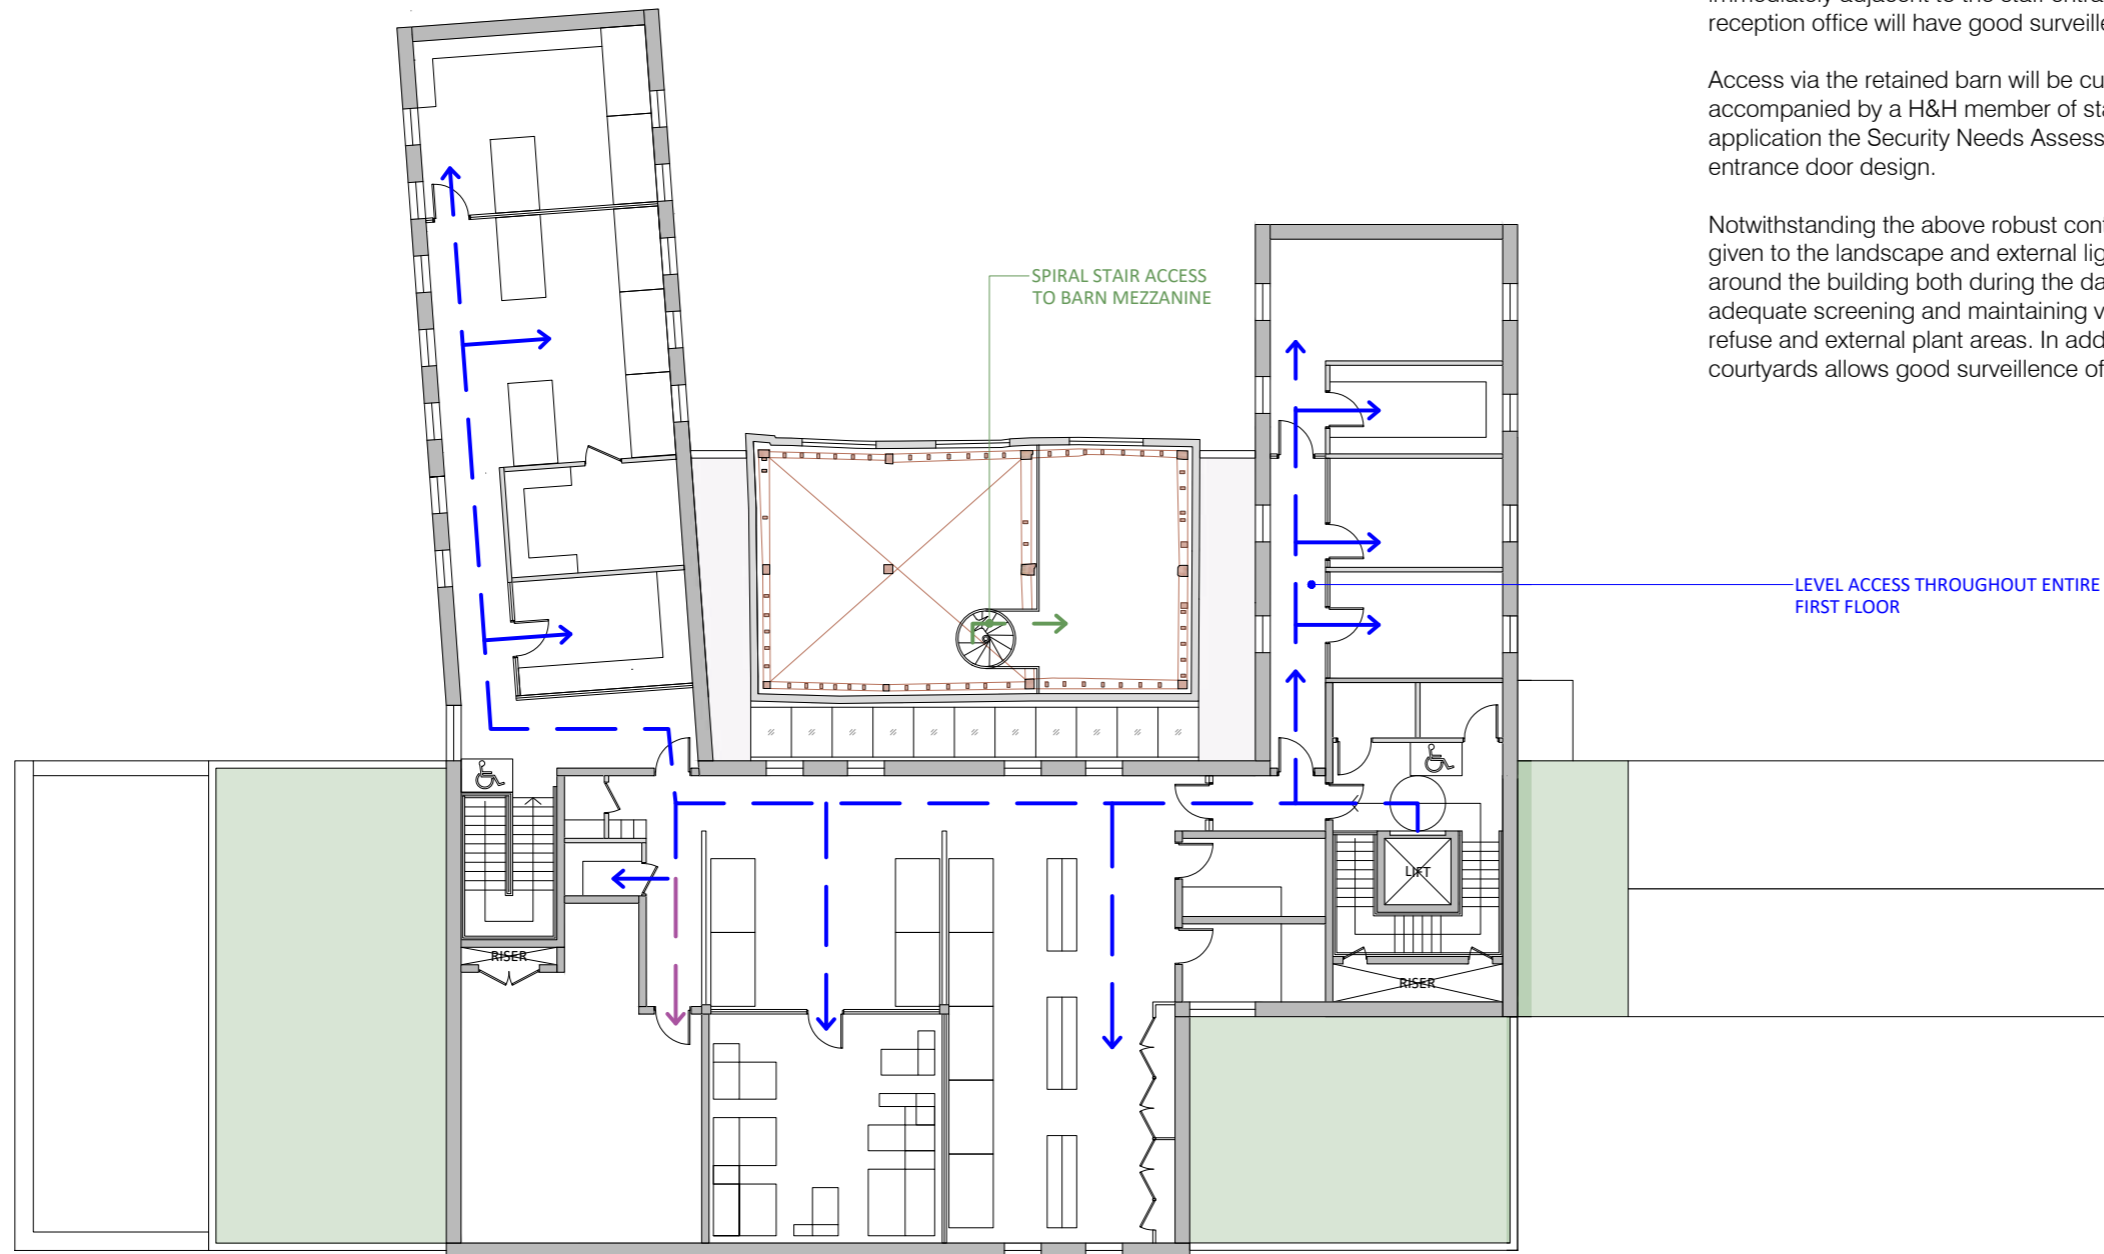 reception office will have good surveille
Access via the retained barn will be cu
accompanied by a H&H member of sta
application the Security Needs Assess
entrance door design.
Notwithstanding the above robust cont
given to the landscape and external lig
around the building both during the da
adequate screening and maintaining v
refuse and external plant areas. In add
courtyards allows good surveillence of
SPIRAL STAIR ACCESS
TO BARN MEZZANINE
LEVEL ACCESS THROUGHOUT ENTIRE
FIRST FLOOR
LIFT
RISER
RISER